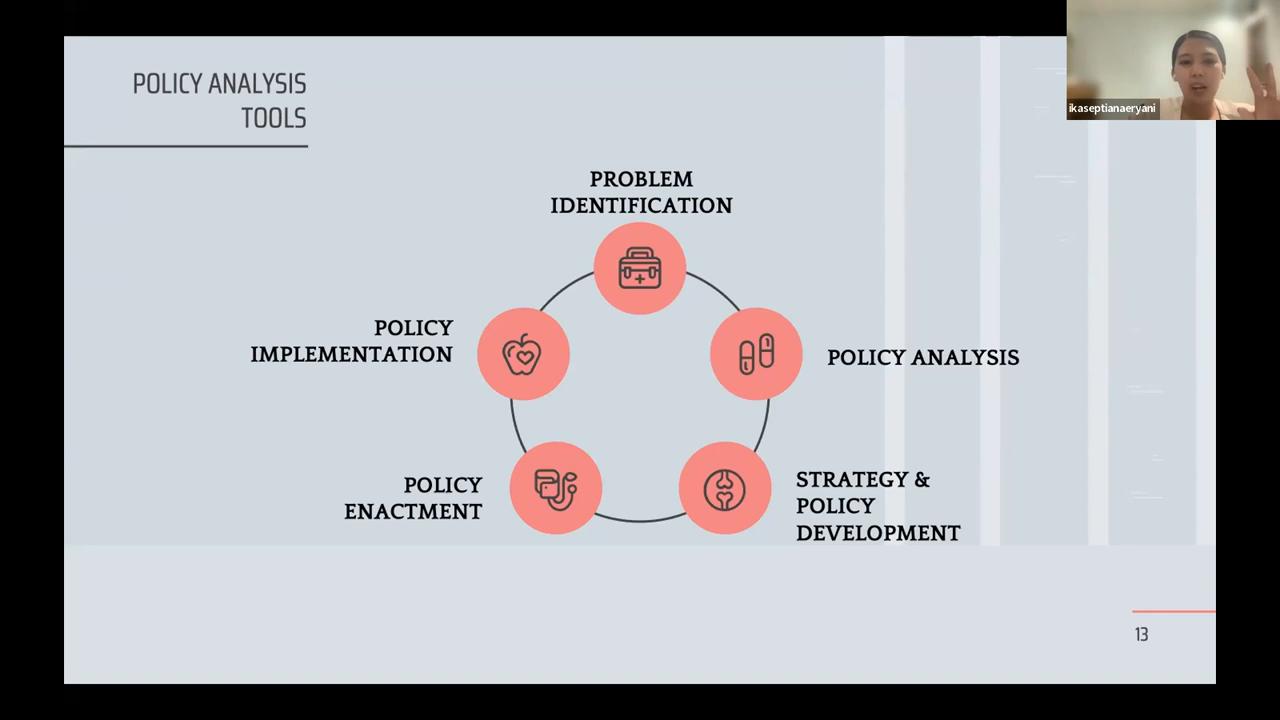 POLICY ANALYSIS
TOOLS
ikaseptianaeryani
PROBLEM
IDENTIFICATION
POLICY
IMPLEMENTATION
POLICY ANALYSIS
POLICY
ENACTMENT
STRATEGY &
POLICY
DEVELOPMENT
13